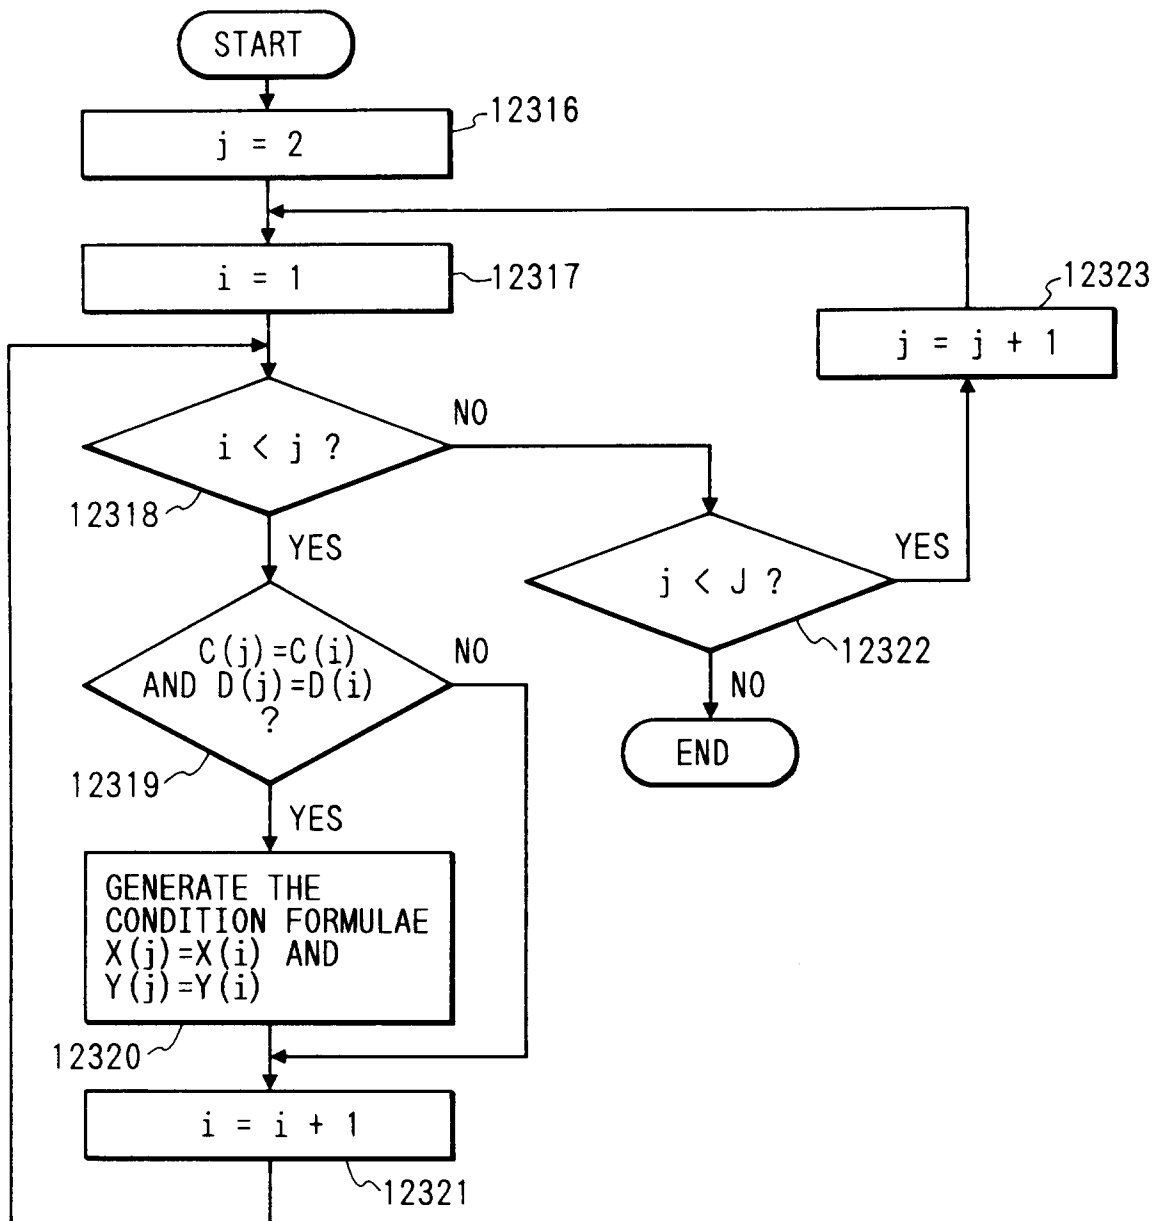 START
12316
j = 2
i = 1
12317
12323
j = j + 1
NO
i < j ?
12318
YES
YES
j < J ?
12322
C(j)=C(i)
AND D(j)=D(i)
?
NO
NO
12319
END
YES
GENERATE THE
CONDITION FORMULAE
X(j)=X(i) AND
Y(j)=Y(i)
12320
i = i + 1
12321